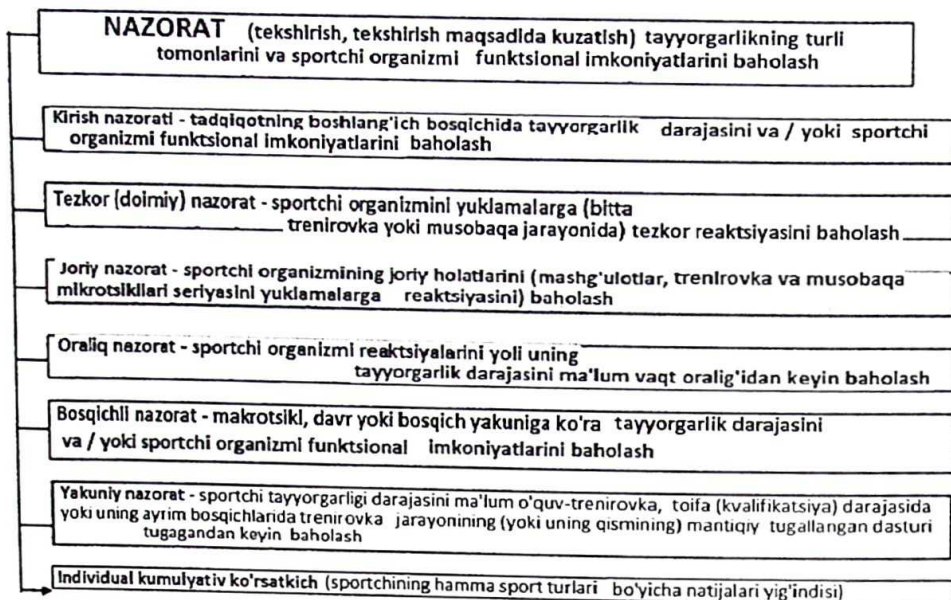 NAZORAT (tekshirish, tekshirish maqsadida kuzatish) tayyorgarlikning turli
tomonlarini va sportchi organizmi funktsional imkoniyatlarini baholash
Kirish nazorati - tadqiqotning boshlang'ich bosqichida tayyorgarlik darajasini va / yoki sportchi
organizmi funktsional imkoniyatlarini baholash
Tezkor (doimiy) nazorat - sportchi organizmini yuklamalarga (bitta
trenirovka yoki musobaqa jarayonida) tezkor reaktsiyasini baholash
Joriy nazorat - sportchi organizmining joriy holatlarini (mashg'ulotlar, trenirovka va musobaqa
mikrotsikllari seriyasini yuklamalarga reaktsiyasini) baholash
Oraliq nazorat - sportchi organizmi reaktsiyalarini yoli uning
tayyorgarlik darajasini ma'lum vaqt oralig'idan keyin baholash
Bosqichli nazorat - makrotsikl, davr yoki bosqich yakuniga ko'ra tayyorgarlik darajasini
va / yoki sportchi organizmi funktsional imkoniyatlarini baholash
Yakuniy nazorat - sportchi tayyorgarligi darajasini ma'lum o'quv-trenirovka, toifa (kvalifikatsiya) darajasida
yoki uning ayrim bosqichlarida trenirovka jarayonining (yoki uning qismining) mantiqiy tugallangan dasturi
tugagandan keyin baholash
Individual kumulyativ ko'rsatkich (sportchining hamma sport turlari bo'yicha natijalari yig'indisi)